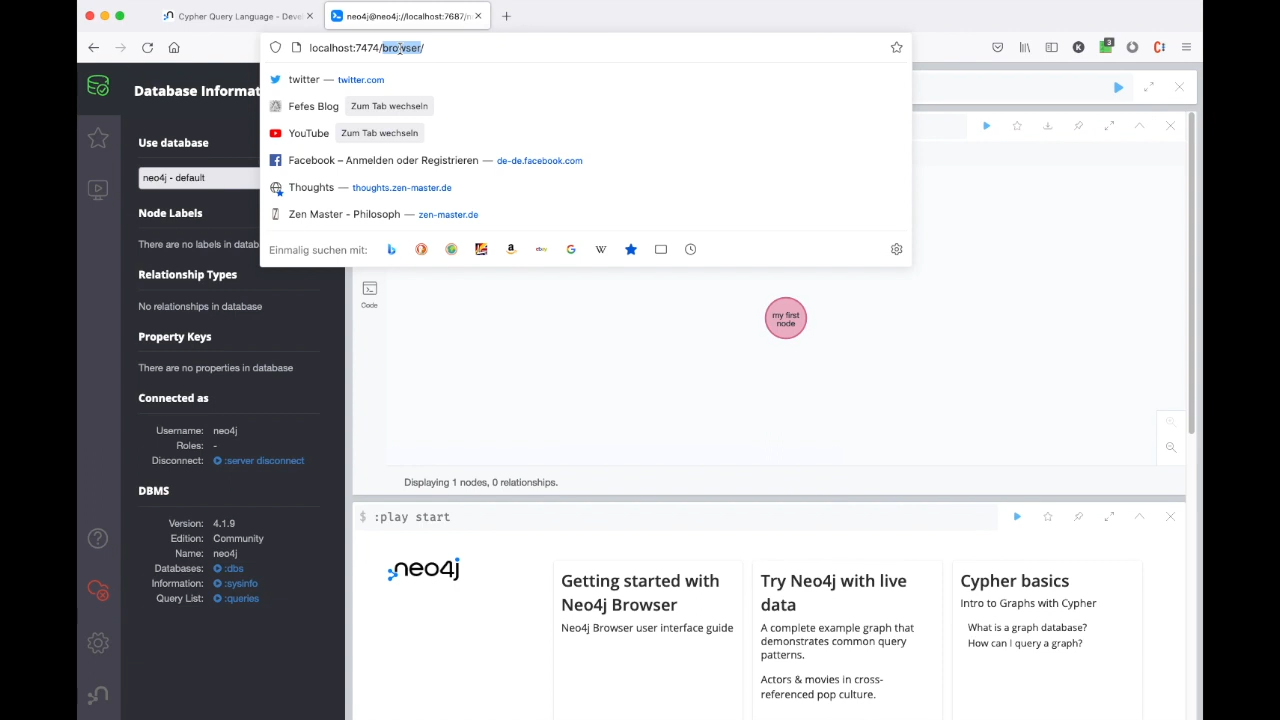 Cypher Query Language - Deve
neo4j@neo4j://localhost:7687/n
localhost:7474/browser/
3
twitter — twitter.com
Fefes Blog Zum Tab wechseln
YouTube Zum Tab wechseln
Facebook – Anmelden oder Registrieren — de-de.facebook.com
Thoughts — thoughts.zen-master.de
Zen Master - Philosoph — zen-master.de
Einmalig suchen mit:
Database Informa
Use database
neo4j - default
Node Labels
There are no labels in datab
Relationship Types
No relationships in database
Property Keys
There are no properties in database
Connected as
Username: neo4j
Roles: -
Disconnect: :server disconnect
DBMS
Version: 4.1.9
Edition: Community
Name: neo4j
Databases: :dbs
Information: :sysinfo
Query List: :queries
Code
my first
node
Displaying 1 nodes, 0 relationships.
$ :play start
neo4j
Getting started with
Neo4j Browser
Neo4j Browser user interface guide
Try Neo4j with live
data
A complete example graph that
demonstrates common query
patterns.
Actors & movies in cross-
referenced pop culture.
Cypher basics
Intro to Graphs with Cypher
What is a graph database?
How can I query a graph?